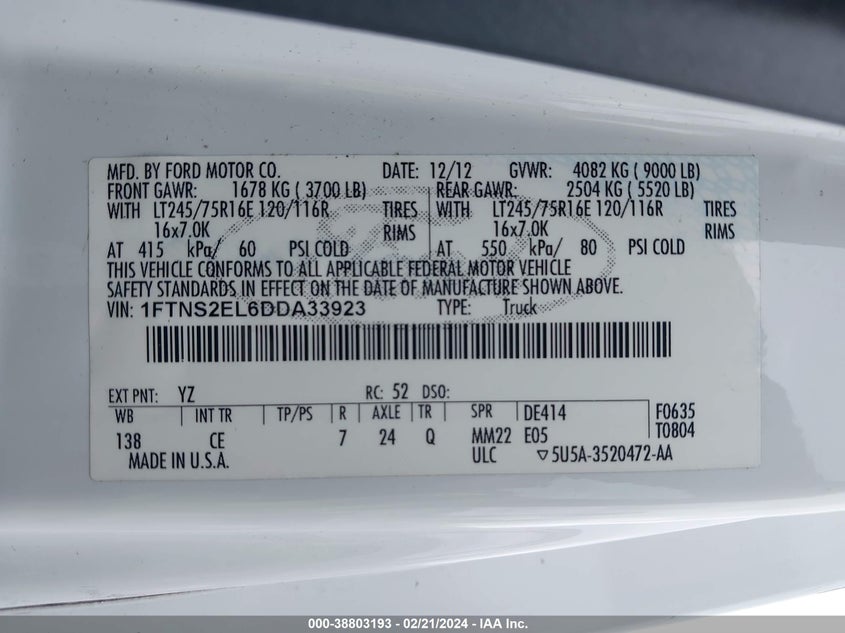 MFD. BY FORD MOTOR CO. DATE: 12/12 GVWR: 4082 KG ( 9000 LB)
FRONT GAWR: 1678 KG ( 3700 LB) REAR GAWR: 2504 KG ( 5520 LB)
WITH LT245/75R16E 120/116R TIRES WITH LT245/75R16E 120/116R TIRES
16x7.0K RIMS 16x7.0K RIMS
AT 415 kPa/ 60 PSI COLD AT 550 kPa/ 80 PSI COLD
THIS VEHICLE CONFORMS TO ALL APPLICABLE FEDERAL MOTOR VEHICLE
SAFETY STANDARDS IN EFFECT ON THE DATE OF MANUFACTURE SHOWN ABOVE.
VIN: 1FTNS2EL6DDA33923 TYPE: Truck
EXT PNT: YZ RC: 52 DSO:
WB INT TR TP/PS R AXLE TR SPR DE414 F0635
138 CE 7 24 Q MM22 E05 T0804
MADE IN U.S.A. ULC ▽5U5A-3520472-AA
000-38803193 - 02/21/2024 - IAA Inc.